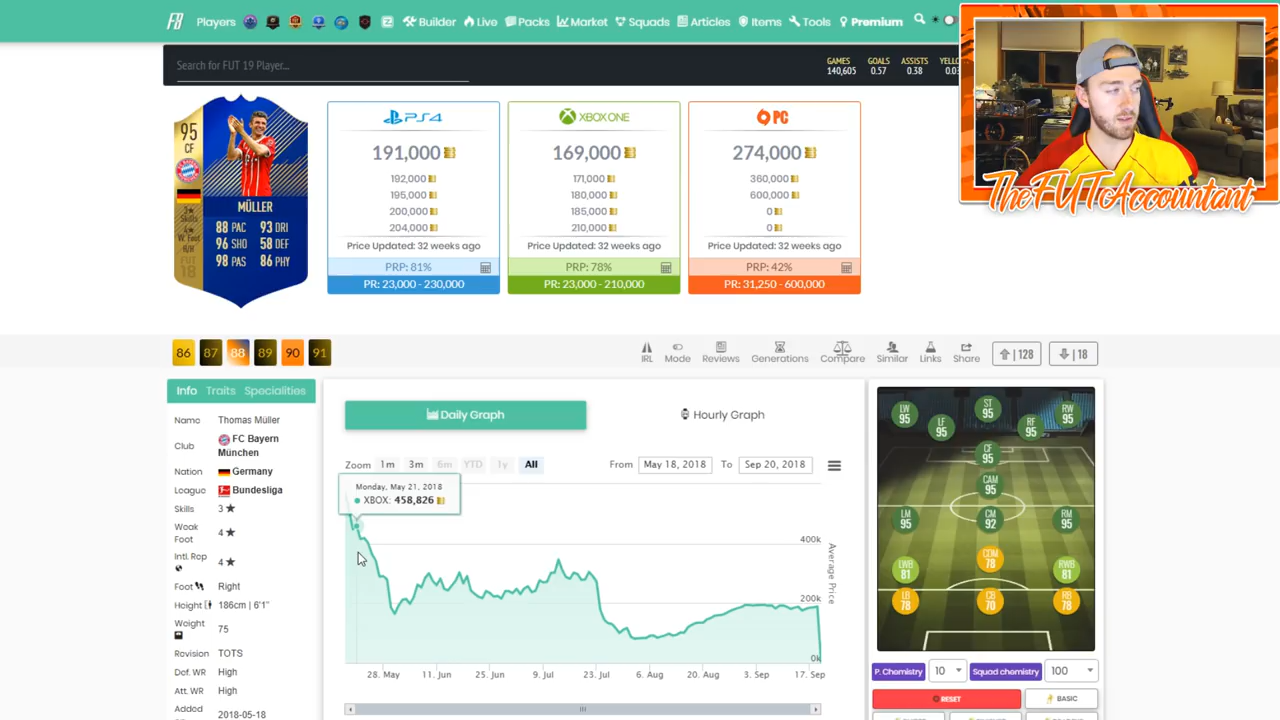 F8 Players Builder Live Packs Market Squads Articles Items Tools Premium
Search for FUT 19 Player...
GAMES 140,605
GOALS 0.57
ASSISTS 0.38
95
CF
MÜLLER
88 PAC 93 DRI
96 SHO 58 DEF
98 PAS 86 PHY
3★
Skills
4★
W. Foot
H/H
FUT
18
PS4
191,000
192,000
195,000
200,000
204,000
Price Updated: 32 weeks ago
PRP: 81%
PR: 23,000 - 230,000
XBOX ONE
169,000
171,000
180,000
185,000
210,000
Price Updated: 32 weeks ago
PRP: 78%
PR: 23,000 - 210,000
PC
274,000
360,000
600,000
0
0
Price Updated: 32 weeks ago
PRP: 42%
PR: 31,250 - 600,000
TheFUTAccountant
86 87 88 89 90 91
IRL Mode Reviews Generations Compare Similar Links Share | 128 | 18
Info Traits Specialities
Name Thomas Müller
Club FC Bayern
München
Nation Germany
League Bundesliga
Skills 3 ★
Weak
Foot 4 ★
Intl. Rep 4 ★
Foot Right
Height 186cm | 6'1"
Weight 75
Revision TOTS
Def. WR High
Att. WR High
Added 2018-05-18
Daily Graph Hourly Graph
Zoom 1m 3m 6m YTD 1y All From May 18, 2018 To Sep 20, 2018
Monday, May 21, 2018
XBOX: 458,826
400k
200k
0k
Average Price
28. May 11. Jun 25. Jun 9. Jul 23. Jul 6. Aug 20. Aug 3. Sep 17. Sep
ST
95
LW
95
RW
95
LF
95
RF
95
CF
95
CAM
95
LM
95
CM
92
RM
95
CDM
78
LWB
81
RWB
81
LB
78
CB
70
RB
78
P. Chemistry 10 Squad chemistry 100
RESET BASIC